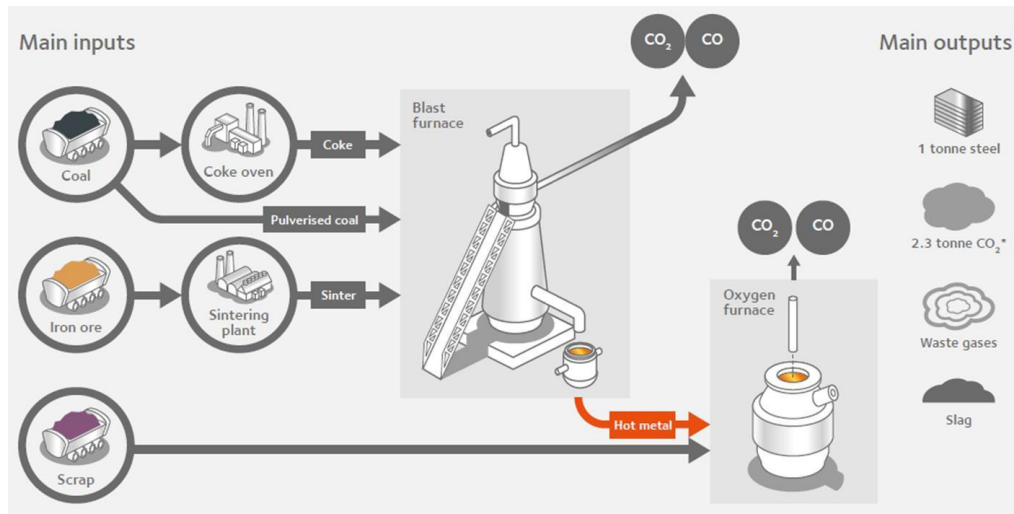 Main inputs
Main outputs
CO₂
CO
Blast
furnace
Coal
Coke oven
Coke
Pulverised coal
Iron ore
Sintering
plant
Sinter
Hot metal
Scrap
CO₂
CO
Oxygen
furnace
1 tonne steel
2.3 tonne CO₂*
Waste gases
Slag